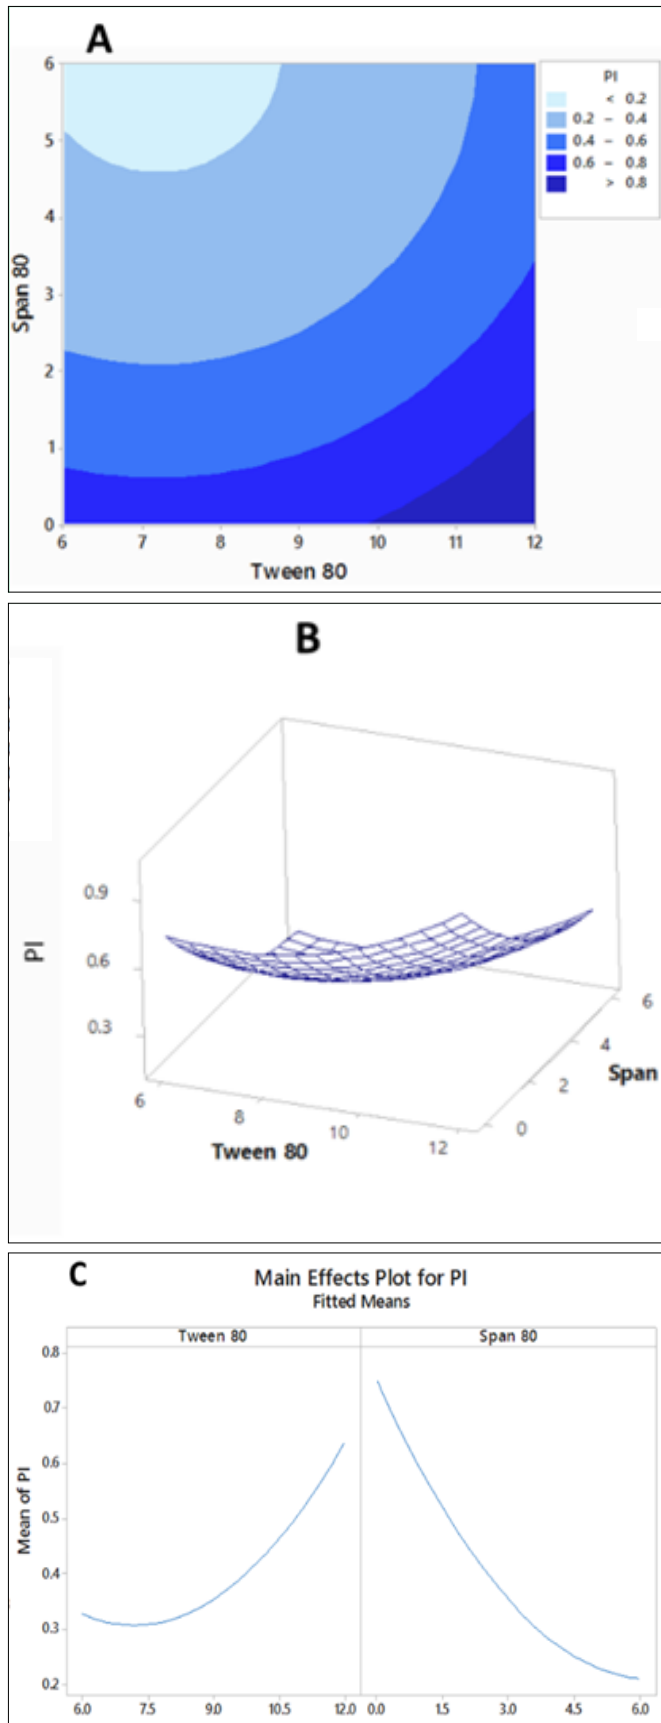 A
PI
< 0.2
0.2 – 0.4
0.4 – 0.6
0.6 – 0.8
> 0.8
6
5
4
3
2
1
0
Span 80
6 7 8 9 10 11 12
Tween 80
B
0.9
0.6
0.3
PI
6
8
10
12
Tween 80
0
2
4
6
Span
C
Main Effects Plot for PI
Fitted Means
Tween 80 Span 80
0.8
0.7
0.6
0.5
0.4
0.3
0.2
Mean of PI
6.0 7.5 9.0 10.5 12.0 0.0 1.5 3.0 4.5 6.0